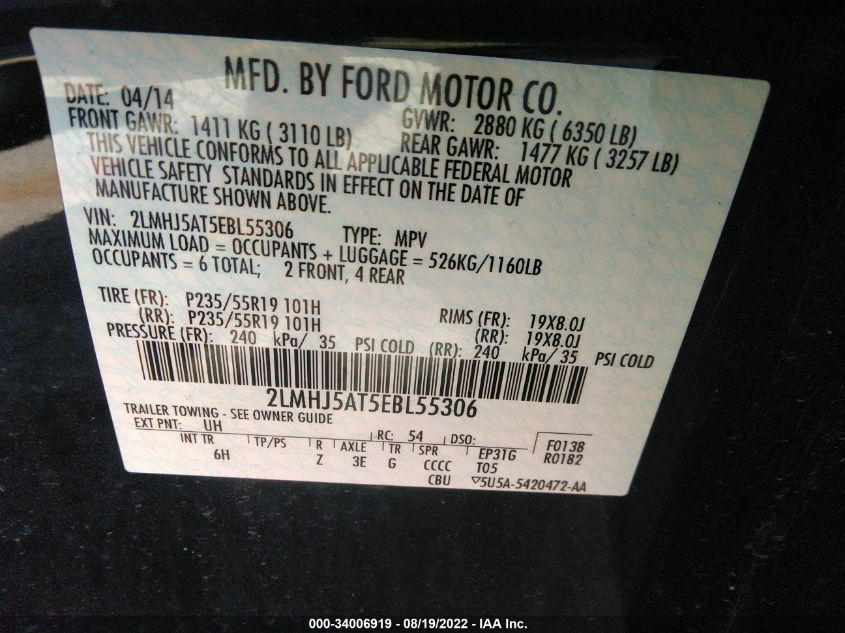 MFD. BY FORD MOTOR CO.
DATE: 04/14 GVWR: 2880 KG ( 6350 LB)
FRONT GAWR: 1411 KG ( 3110 LB) REAR GAWR: 1477 KG ( 3257 LB)
THIS VEHICLE CONFORMS TO ALL APPLICABLE FEDERAL MOTOR
VEHICLE SAFETY STANDARDS IN EFFECT ON THE DATE OF
MANUFACTURE SHOWN ABOVE.
VIN: 2LMHJ5AT5EBL55306 TYPE: MPV
MAXIMUM LOAD = OCCUPANTS + LUGGAGE = 526KG/1160LB
OCCUPANTS = 6 TOTAL; 2 FRONT, 4 REAR
TIRE (FR): P235/55R19 101H RIMS (FR): 19X8.0J
(RR): P235/55R19 101H (RR): 19X8.0J
PRESSURE (FR): 240 kPa/ 35 PSI COLD (RR): 240 kPa/ 35 PSI COLD
2LMHJ5AT5EBL55306
TRAILER TOWING - SEE OWNER GUIDE
EXT PNT: UH RC: 54 DSO: F0138
INT TR TP/PS R AXLE TR SPR EP31G R0182
6H Z 3E G CCCC T05
CBU ▽5U5A-5420472-AA
000-34006919 - 08/19/2022 - IAA Inc.